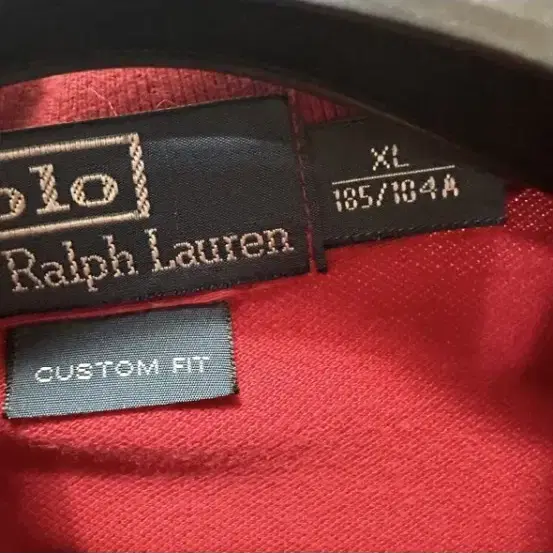 olo
Ralph Lauren
XL
185/104A
CUSTOM FIT